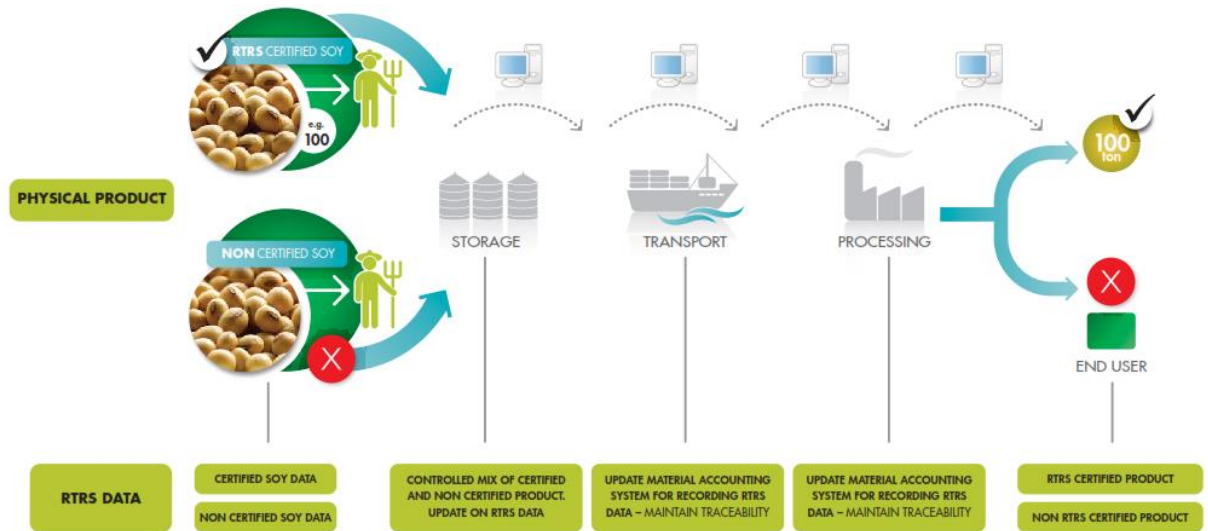 RTRS CERTIFIED SOY
e.g.
100
100
ton
PHYSICAL PRODUCT
NON CERTIFIED SOY
STORAGE
TRANSPORT
PROCESSING
X
X
END USER
RTRS DATA
CERTIFIED SOY DATA
NON CERTIFIED SOY DATA
CONTROLLED MIX OF CERTIFIED
AND NON CERTIFIED PRODUCT.
UPDATE ON RTRS DATA
UPDATE MATERIAL ACCOUNTING
SYSTEM FOR RECORDING RTRS
DATA – MAINTAIN TRACEABILITY
UPDATE MATERIAL ACCOUNTING
SYSTEM FOR RECORDING RTRS
DATA – MAINTAIN TRACEABILITY
RTRS CERTIFIED PRODUCT
NON RTRS CERTIFIED PRODUCT